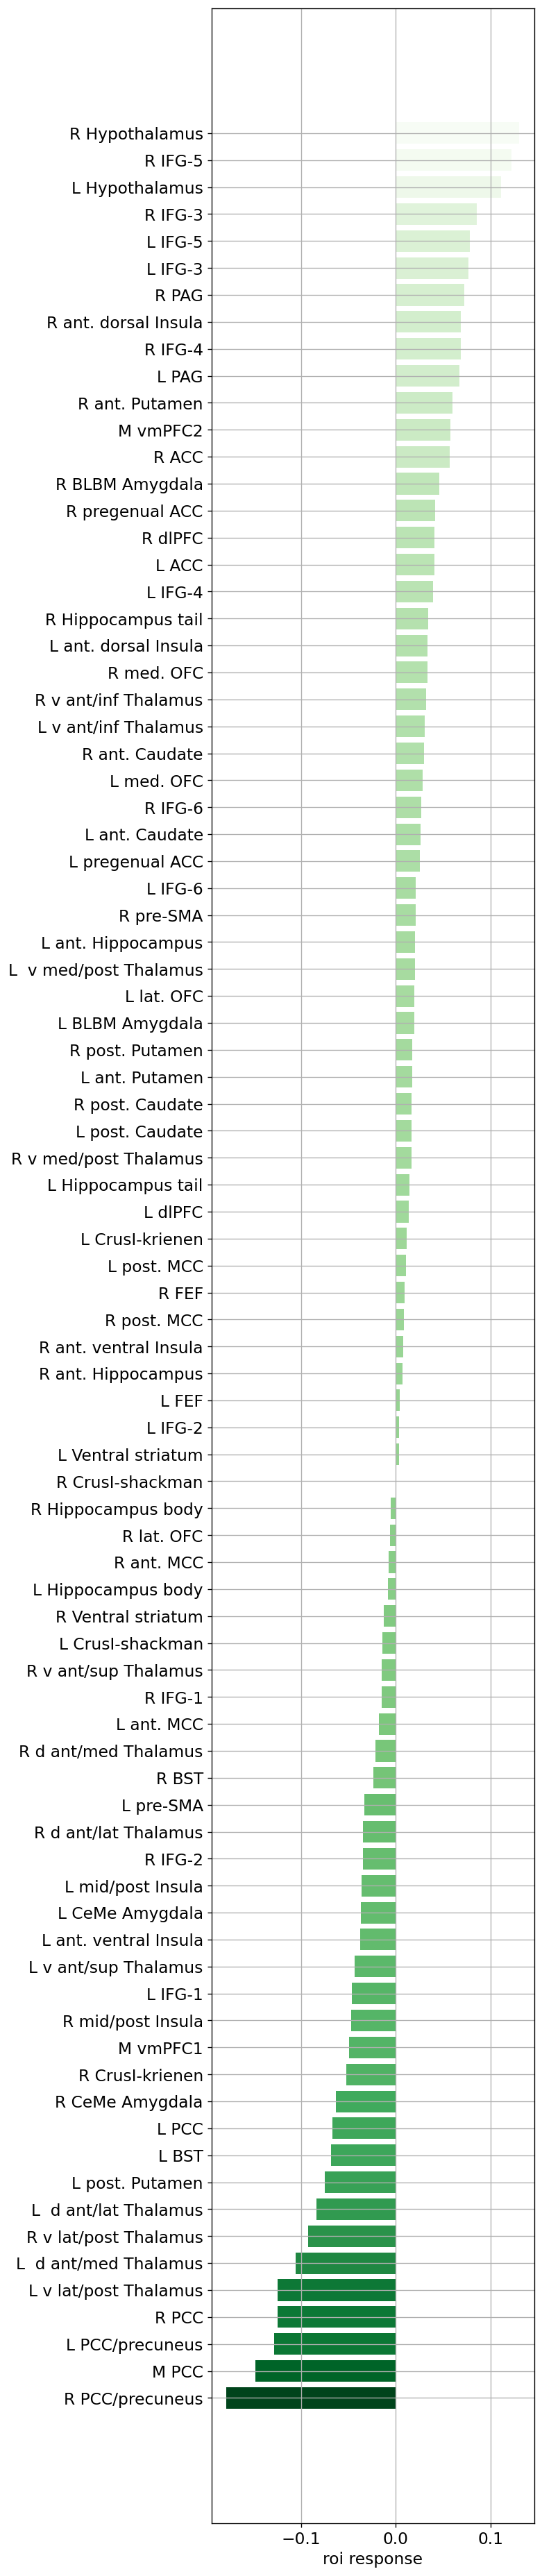 R Hypothalamus
R IFG-5
L Hypothalamus
R IFG-3
L IFG-5
L IFG-3
R PAG
R ant. dorsal Insula
R IFG-4
L PAG
R ant. Putamen
M vmPFC2
R ACC
R BLBM Amygdala
R pregenual ACC
R dlPFC
L ACC
L IFG-4
R Hippocampus tail
L ant. dorsal Insula
R med. OFC
R v ant/inf Thalamus
L v ant/inf Thalamus
R ant. Caudate
L med. OFC
R IFG-6
L ant. Caudate
L pregenual ACC
L IFG-6
R pre-SMA
L ant. Hippocampus
L  v med/post Thalamus
L lat. OFC
L BLBM Amygdala
R post. Putamen
L ant. Putamen
R post. Caudate
L post. Caudate
R v med/post Thalamus
L Hippocampus tail
L dlPFC
L CrusI-krienen
L post. MCC
R FEF
R post. MCC
R ant. ventral Insula
R ant. Hippocampus
L FEF
L IFG-2
L Ventral striatum
R CrusI-shackman
R Hippocampus body
R lat. OFC
R ant. MCC
L Hippocampus body
R Ventral striatum
L CrusI-shackman
R v ant/sup Thalamus
R IFG-1
L ant. MCC
R d ant/med Thalamus
R BST
L pre-SMA
R d ant/lat Thalamus
R IFG-2
L mid/post Insula
L CeMe Amygdala
L ant. ventral Insula
L v ant/sup Thalamus
L IFG-1
R mid/post Insula
M vmPFC1
R CrusI-krienen
R CeMe Amygdala
L PCC
L BST
L post. Putamen
L  d ant/lat Thalamus
R v lat/post Thalamus
L  d ant/med Thalamus
L v lat/post Thalamus
R PCC
L PCC/precuneus
M PCC
R PCC/precuneus
−0.1 0.0 0.1
roi response